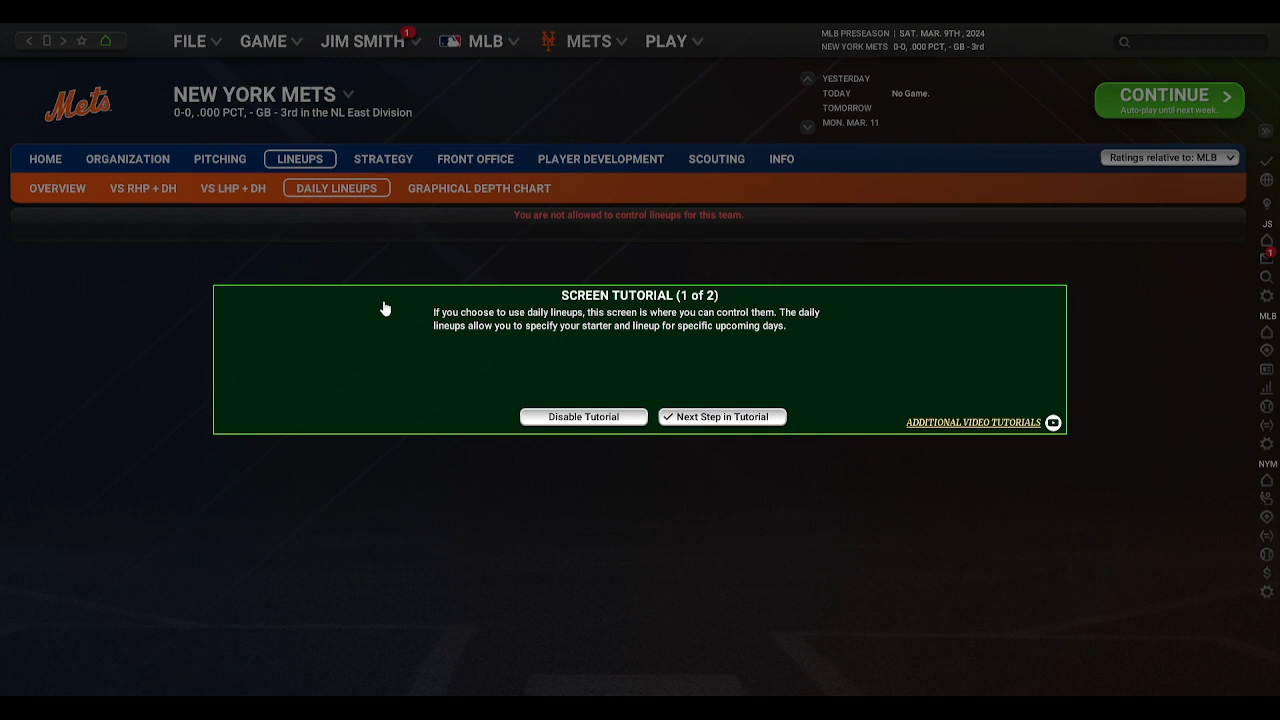 FILE GAME JIM SMITH 1 MLB METS PLAY
MLB PRESEASON | SAT. MAR. 9TH , 2024
NEW YORK METS 0-0, .000 PCT, - GB - 3rd
Mets
NEW YORK METS
0-0, .000 PCT, - GB - 3rd in the NL East Division
YESTERDAY
TODAY No Game.
TOMORROW
MON. MAR. 11
CONTINUE
Auto-play until next week.
HOME ORGANIZATION PITCHING LINEUPS STRATEGY FRONT OFFICE PLAYER DEVELOPMENT SCOUTING INFO
Ratings relative to: MLB
OVERVIEW VS RHP + DH VS LHP + DH DAILY LINEUPS GRAPHICAL DEPTH CHART
You are not allowed to control lineups for this team.
JS
1
MLB
NYM
SCREEN TUTORIAL (1 of 2)
If you choose to use daily lineups, this screen is where you can control them. The daily
lineups allow you to specify your starter and lineup for specific upcoming days.
Disable Tutorial
Next Step in Tutorial
ADDITIONAL VIDEO TUTORIALS